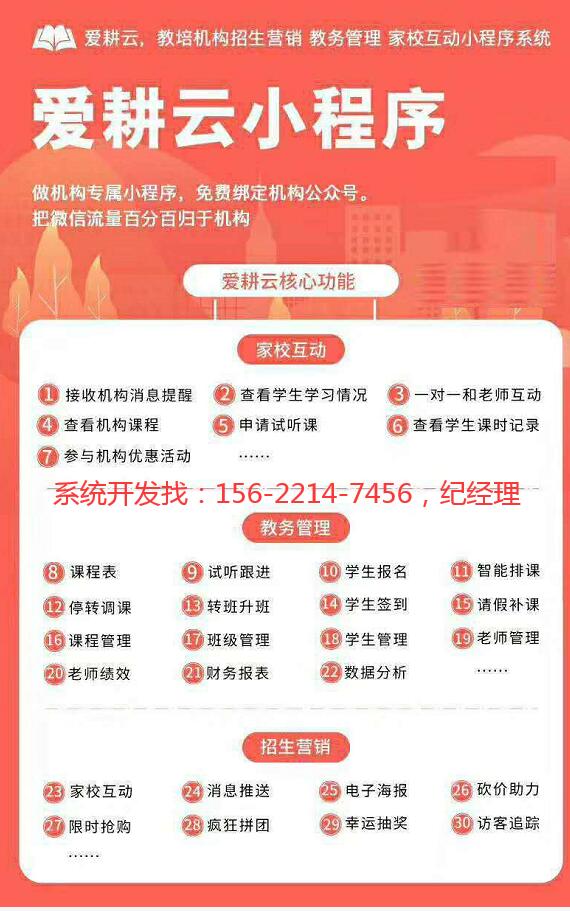 爱耕云，教培机构招生营销 教务管理 家校互动小程序系统
爱耕云小程序
做机构专属小程序，免费绑定机构公众号。
把微信流量百分百归于机构
爱耕云核心功能
家校互动
1 接收机构消息提醒 2 查看学生学习情况 3 一对一和老师互动
4 查看机构课程 5 申请试听课 6 查看学生课时记录
7 参与机构优惠活动 ······
系统开发找：156-2214-7456，纪经理
教务管理
8 课程表 9 试听跟进 10 学生报名 11 智能排课
12 停转调课 13 转班升班 14 学生签到 15 请假补课
16 课程管理 17 班级管理 18 学生管理 19 老师管理
20 老师绩效 21 财务报表 22 数据分析 ······
招生营销
23 家校互动 24 消息推送 25 电子海报 26 砍价助力
27 限时抢购 28 疯狂拼团 29 幸运抽奖 30 访客追踪
······